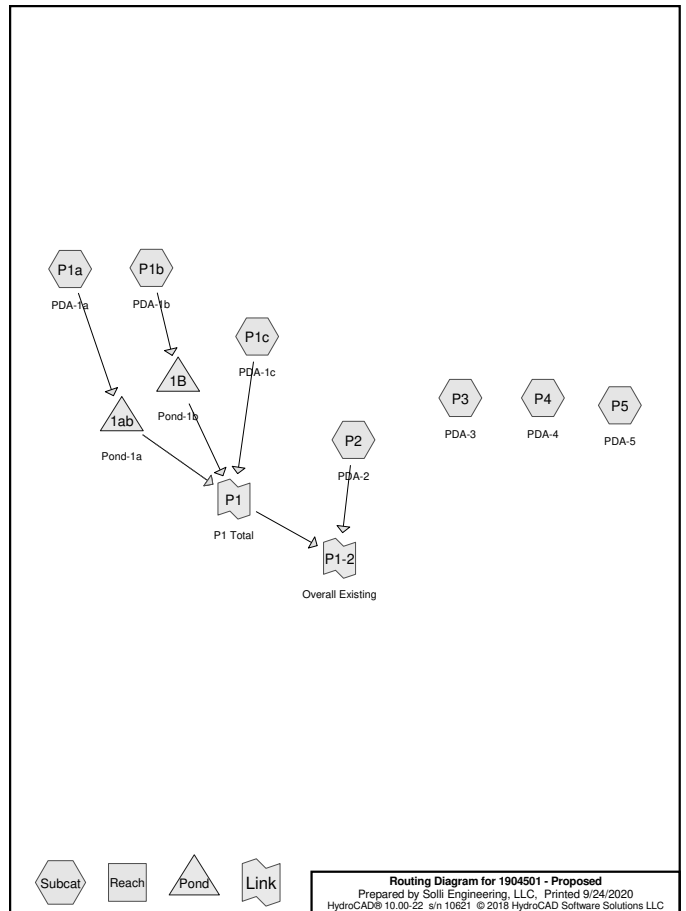 P1a
P1b
PDA-1a
PDA-1b
P1c
PDA-1c
1B
Pond-1b
1ab
Pond-1a
P3
P4
P5
PDA-3
PDA-4
PDA-5
P2
PDA-2
P1
P1 Total
P1-2
Overall Existing
Subcat
Reach
Pond
Link
Routing Diagram for 1904501 - Proposed
Prepared by Solli Engineering, LLC, Printed 9/24/2020
HydroCAD® 10.00-22 s/n 10621 © 2018 HydroCAD Software Solutions LLC